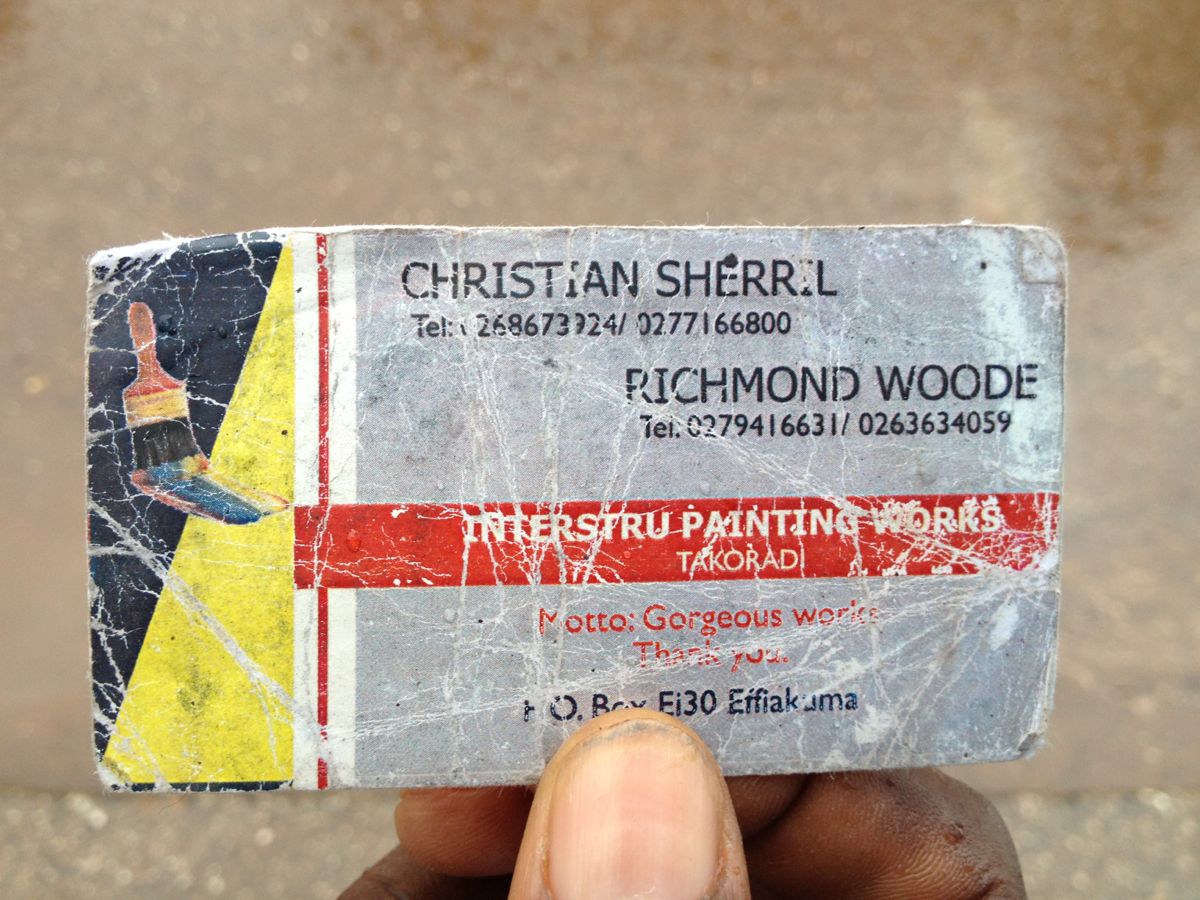 CHRISTIAN SHERRIL
Tel: 0268673924/ 0277166800
RICHMOND WOODE
Tel: 0279416631/ 0263634059
INTERSTRU PAINTING WORKS
TAKORADI
Motto: Gorgeous works
Thank you.
P.O. Box Ei30 Effiakuma